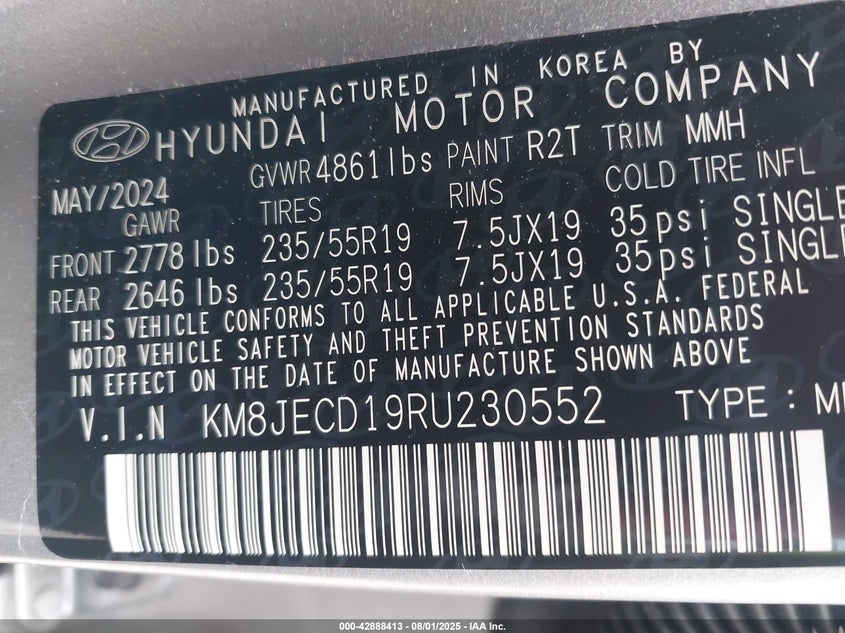 MANUFACTURED IN KOREA BY
HYUNDAI MOTOR COMPANY
MAY/2024 GVWR 4861lbs PAINT R2T TRIM MMH
GAWR TIRES RIMS COLD TIRE INFL
FRONT 2778 lbs 235/55R19 7.5JX19 35psi SINGLE
REAR 2646 lbs 235/55R19 7.5JX19 35psi SINGLE
THIS VEHICLE CONFORMS TO ALL APPLICABLE U.S.A. FEDERAL
MOTOR VEHICLE SAFETY AND THEFT PREVENTION STANDARDS
IN EFFECT ON THE DATE OF MANUFACTURE SHOWN ABOVE
V.I.N KM8JECD19RU230552 TYPE : M
000-42888413 - 08/01/2025 - IAA Inc.